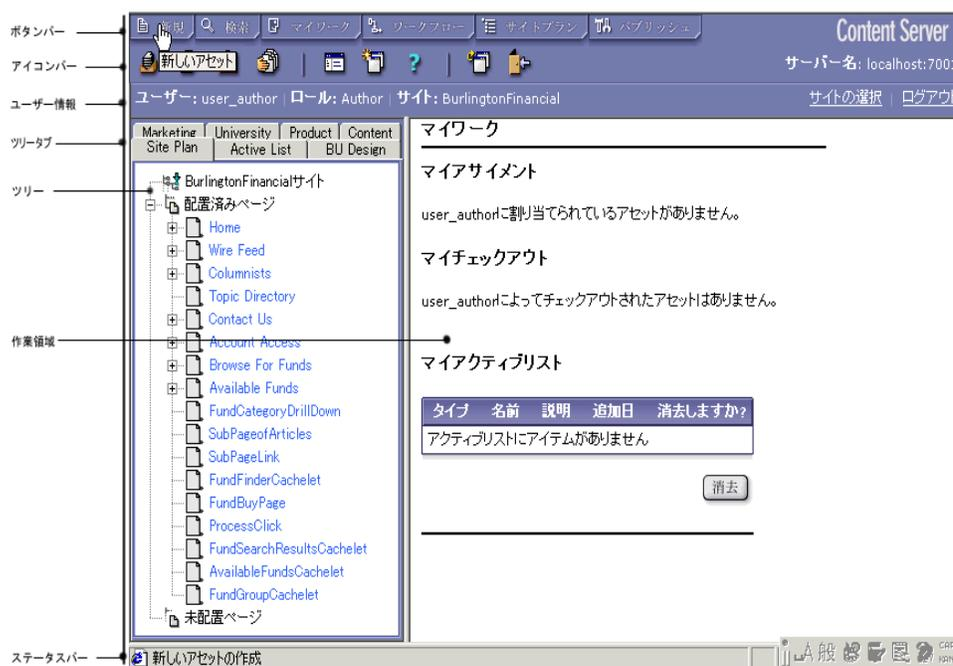 ボタンバー
新規 検索 マイワーク ワークフロー サイトプラン パブリッシュ
Content Server
アイコンバー
新しいアセット
サーバー名: localhost:7001
ユーザー情報
ユーザー: user_author | ロール: Author | サイト: BurlingtonFinancial
サイトの選択 | ログアウ
ツリータブ
Marketing University Product Content
Site Plan Active List BU Design
ツリー
BurlingtonFinancialサイト
配置済みページ
Home
Wire Feed
Columnists
Topic Directory
Contact Us
作業領域
Account Access
Browse For Funds
Available Funds
FundCategoryDrillDown
SubPageofArticles
SubPageLink
FundFinderCachelet
FundBuyPage
ProcessClick
FundSearchResultsCachelet
AvailableFundsCachelet
FundGroupCachelet
未配置ページ
マイワーク
マイアサイメント
user_authorに割り当てられているアセットがありません。
マイチェックアウト
user_authorによってチェックアウトされたアセットはありません。
マイアクティブリスト
タイプ 名前 説明 追加日 消去しますか?
アクティブリストにアイテムがありません
消去
ステータスバー
新しいアセットの作成
A 般
CAP
KAN